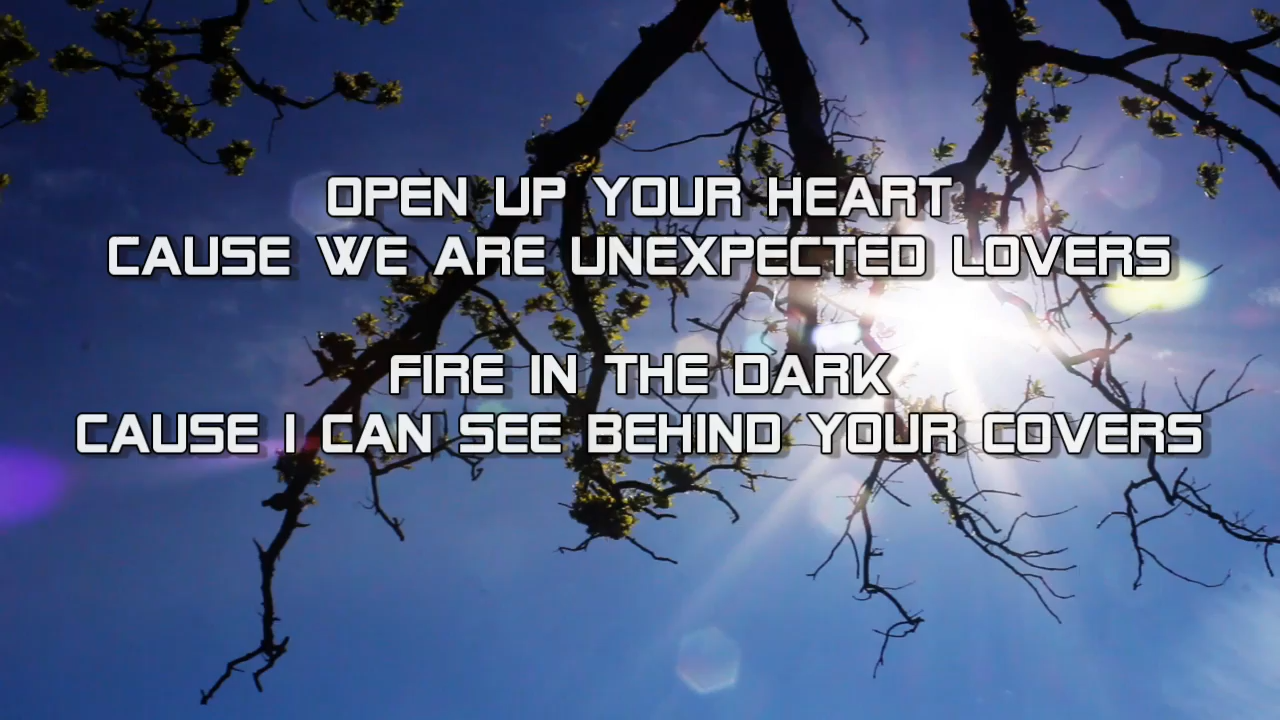 OPEN UP YOUR HEART
CAUSE WE ARE UNEXPECTED LOVERS
FIRE IN THE DARK
CAUSE I CAN SEE BEHIND YOUR COVERS